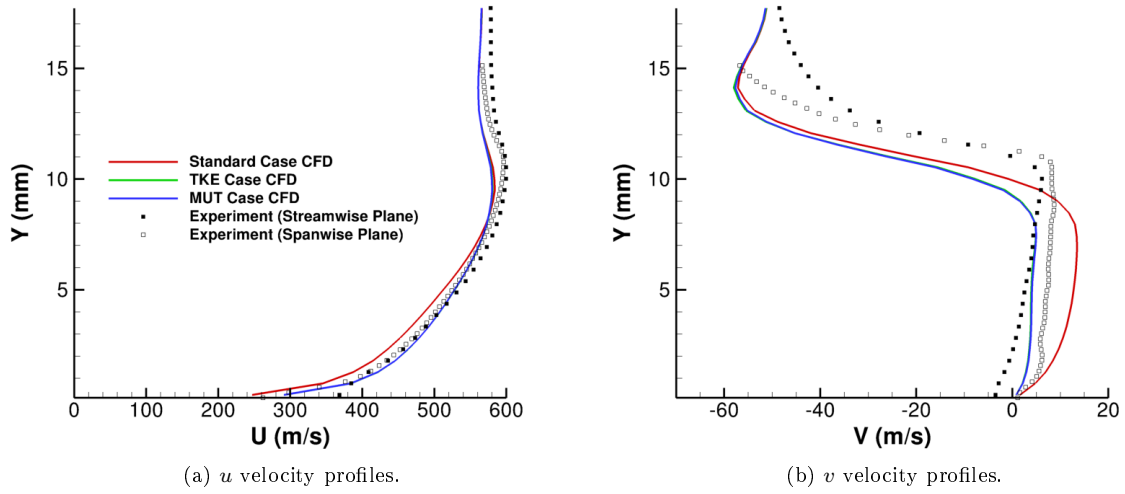 15
10
5
Y (mm)
Standard Case CFD
TKE Case CFD
MUT Case CFD
Experiment (Streamwise Plane)
Experiment (Spanwise Plane)
0 100 200 300 400 500 600
U (m/s)
(a) u velocity profiles.
15
10
5
Y (mm)
-60 -40 -20 0 20
V (m/s)
(b) v velocity profiles.